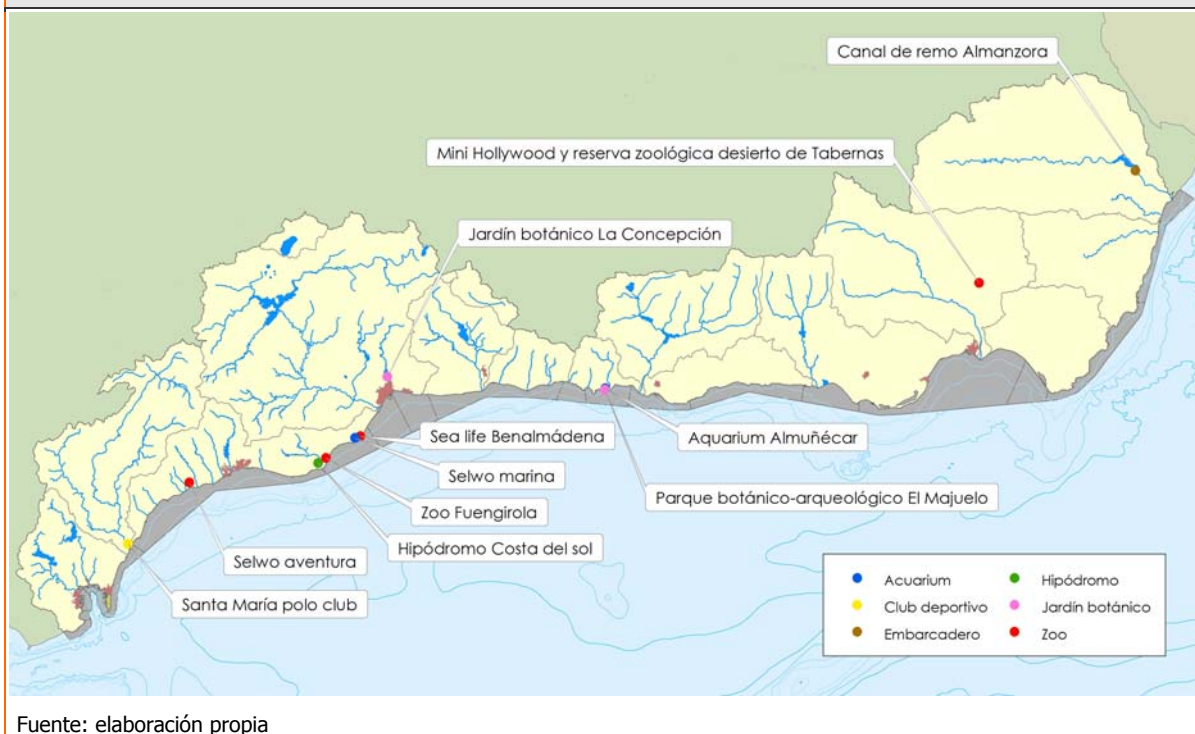 Canal de remo Almanzora
Mini Hollywood y reserva zoológica desierto de Tabernas
Jardín botánico La Concepción
Sea life Benalmádena
Aquarium Almuñécar
Selwo marina
Parque botánico-arqueológico El Majuelo
Zoo Fuengirola
Hipódromo Costa del sol
Selwo aventura
Santa María polo club
Acuarium
Hipódromo
Club deportivo
Jardín botánico
Embarcadero
Zoo
Fuente: elaboración propia